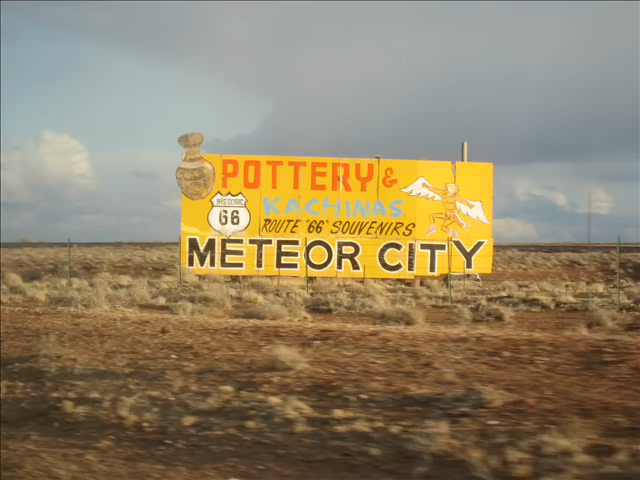 POTTERY &
KACHINAS
HISTORIC
66
ROUTE "66" SOUVENIRS
METEOR CITY